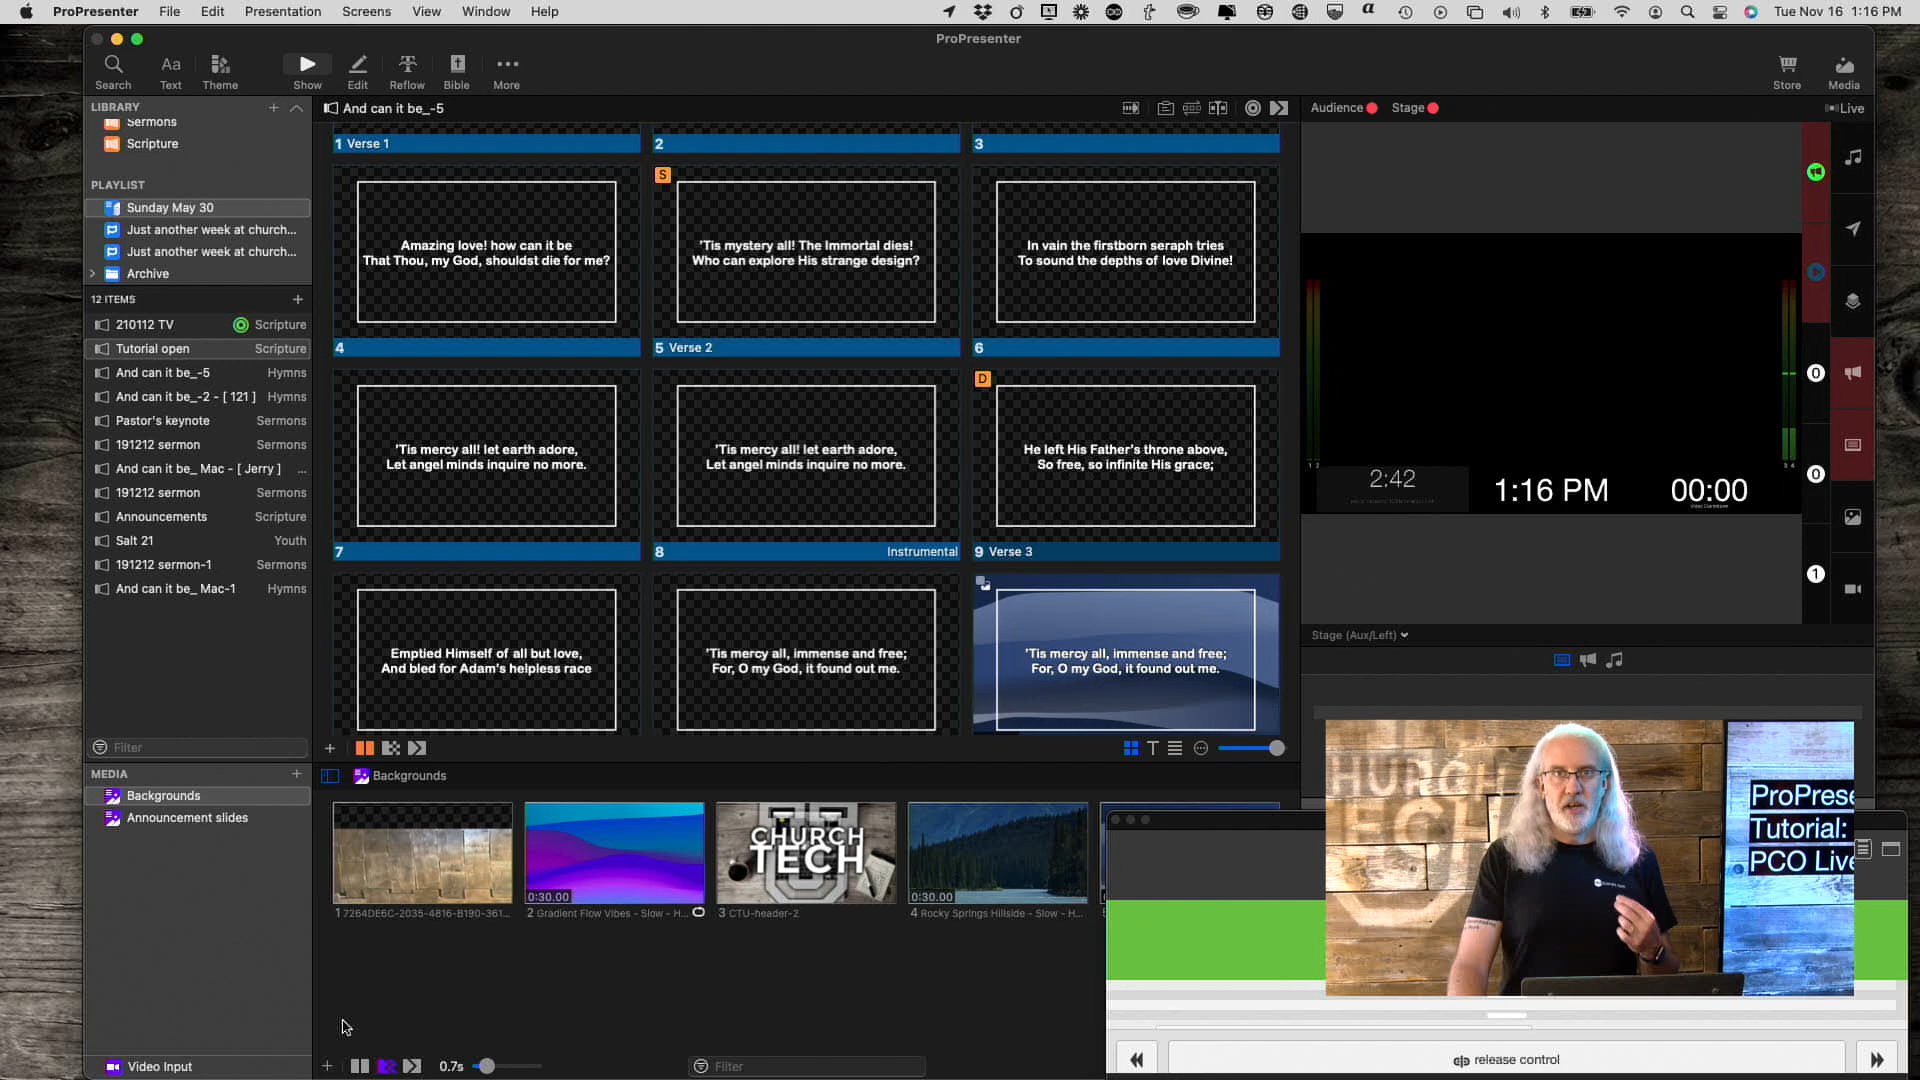 ProPresenter File Edit Presentation Screens View Window Help
Tue Nov 16 1:16 PM
ProPresenter
Search Text Theme Show Edit Reflow Bible More
Store Media
LIBRARY
Sermons
Scripture
PLAYLIST
Sunday May 30
Just another week at church...
Just another week at church...
Archive
12 ITEMS
210112 TV Scripture
Tutorial open Scripture
And can it be_-5 Hymns
And can it be_-2 - [ 121 ] Hymns
Pastor's keynote Sermons
191212 sermon Sermons
And can it be_ Mac - [ Jerry ] ...
191212 sermon Sermons
Announcements Scripture
Salt 21 Youth
191212 sermon-1 Sermons
And can it be_ Mac-1 Hymns
Filter
MEDIA
Backgrounds
Announcement slides
Video Input
And can it be_-5
1 Verse 1
2
3
Amazing love! how can it be
That Thou, my God, shouldst die for me?
4
S
'Tis mystery all! The Immortal dies!
Who can explore His strange design?
5 Verse 2
In vain the firstborn seraph tries
To sound the depths of love Divine!
6
'Tis mercy all! let earth adore,
Let angel minds inquire no more.
7
'Tis mercy all! let earth adore,
Let angel minds inquire no more.
8 Instrumental
D
He left His Father's throne above,
So free, so infinite His grace;
9 Verse 3
Emptied Himself of all but love,
And bled for Adam's helpless race
'Tis mercy all, immense and free;
For, O my God, it found out me.
'Tis mercy all, immense and free;
For, O my God, it found out me.
Backgrounds
1 7264DE6C-2035-4816-B190-361...
0:30.00
2 Gradient Flow Vibes - Slow - H...
CHURCH
TECH
3 CTU-header-2
0:30.00
4 Rocky Springs Hillside - Slow - H...
0.7s
Filter
Audience Stage
Live
0
0
1
1 2
3 4
2:42
1:16 PM
00:00
Video Countdown
Stage (Aux/Left)
ProPrese
Tutorial:
PCO Live
release control